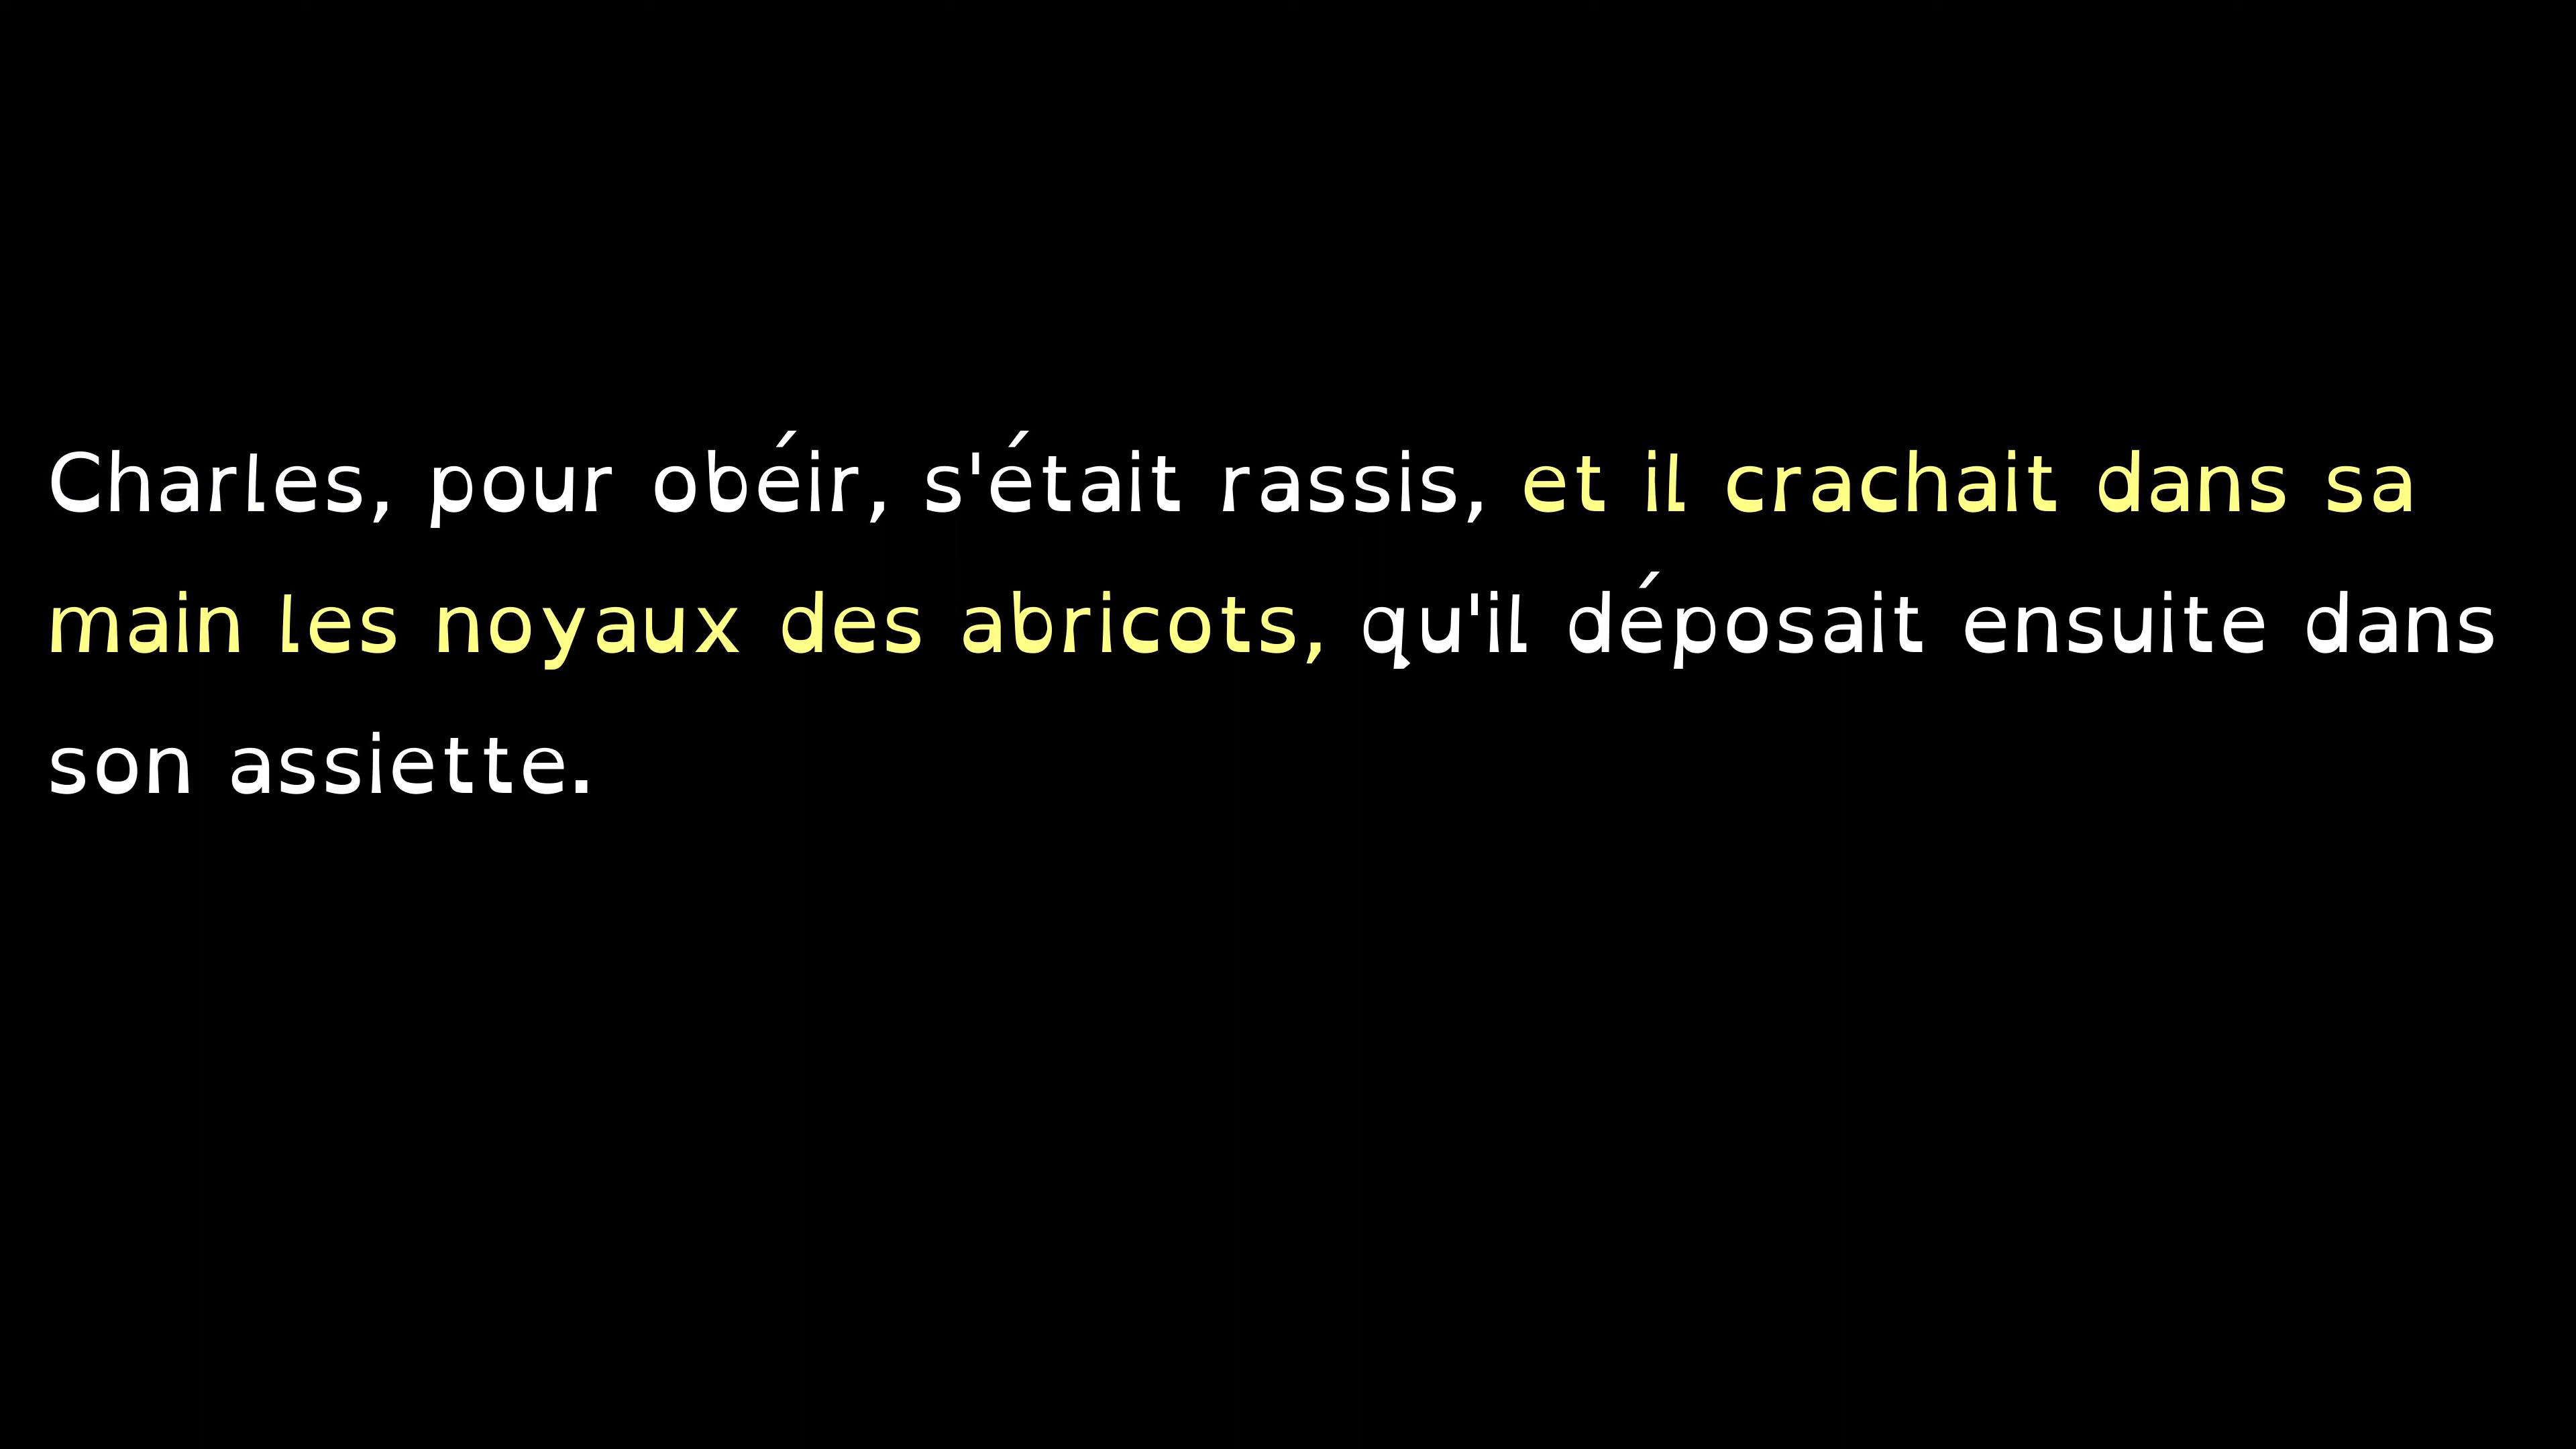 Charles, pour obéir, s'était rassis, et il crachait dans sa
main les noyaux des abricots, qu'il déposait ensuite dans
son assiette.